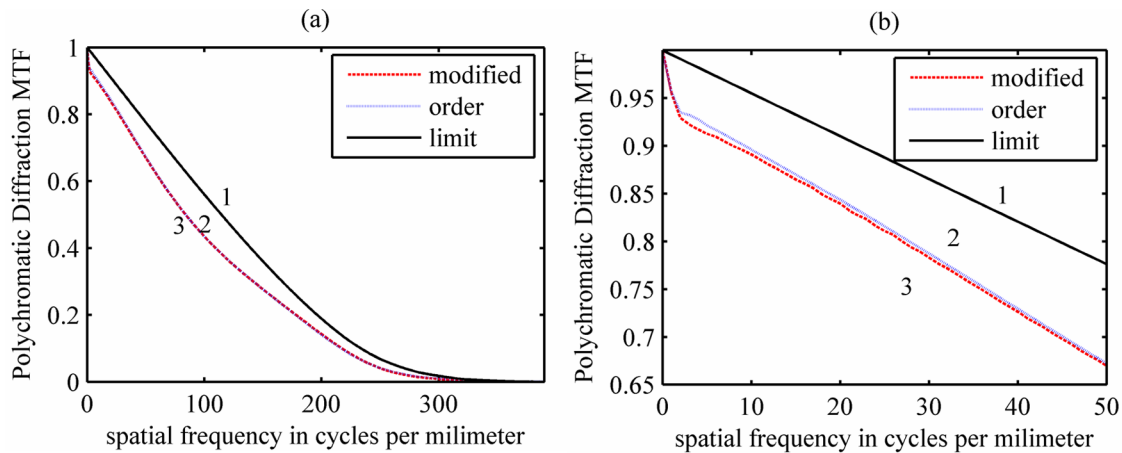 (a)
Polychromatic Diffraction MTF
1
0.8
0.6
0.4
0.2
0
0 100 200 300
spatial frequency in cycles per milimeter
modified
order
limit
1
3 2
(b)
Polychromatic Diffraction MTF
0.95
0.9
0.85
0.8
0.75
0.7
0.65
0 10 20 30 40 50
spatial frequency in cycles per milimeter
modified
order
limit
1
2
3